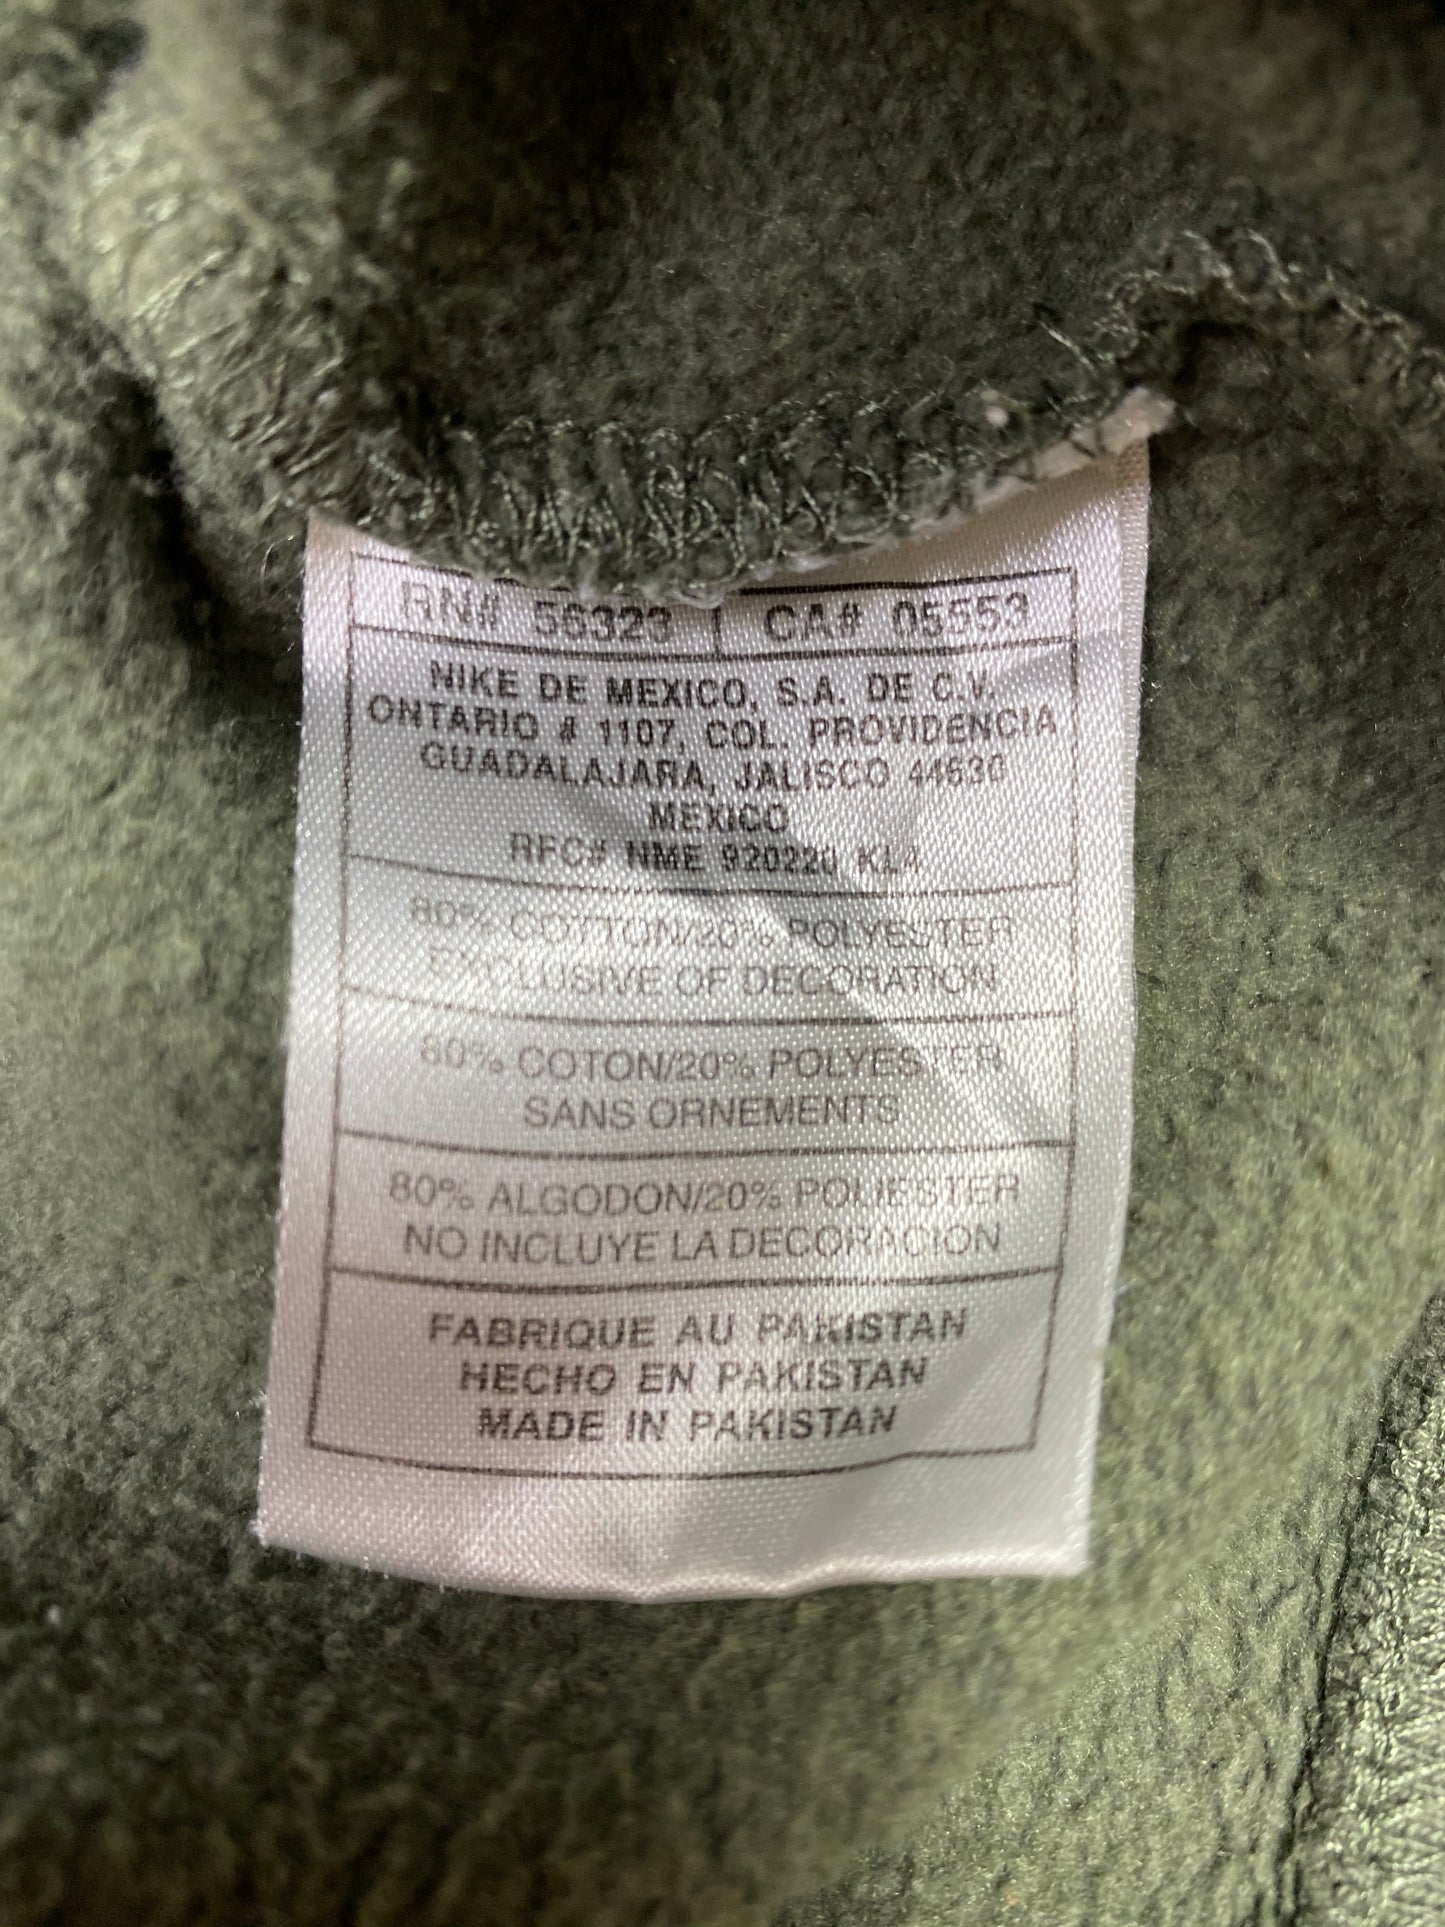 RN# 56323 CA# 05553
NIKE DE MEXICO, S.A. DE C.V.
ONTARIO # 1107, COL. PROVIDENCIA
GUADALAJARA, JALISCO 44630
MEXICO
RFC# NME 920220 KL4
80% COTTON/20% POLYESTER
EXCLUSIVE OF DECORATION
80% COTON/20% POLYESTER
SANS ORNEMENTS
80% ALGODON/20% POLIESTER
NO INCLUYE LA DECORACION
FABRIQUE AU PAKISTAN
HECHO EN PAKISTAN
MADE IN PAKISTAN